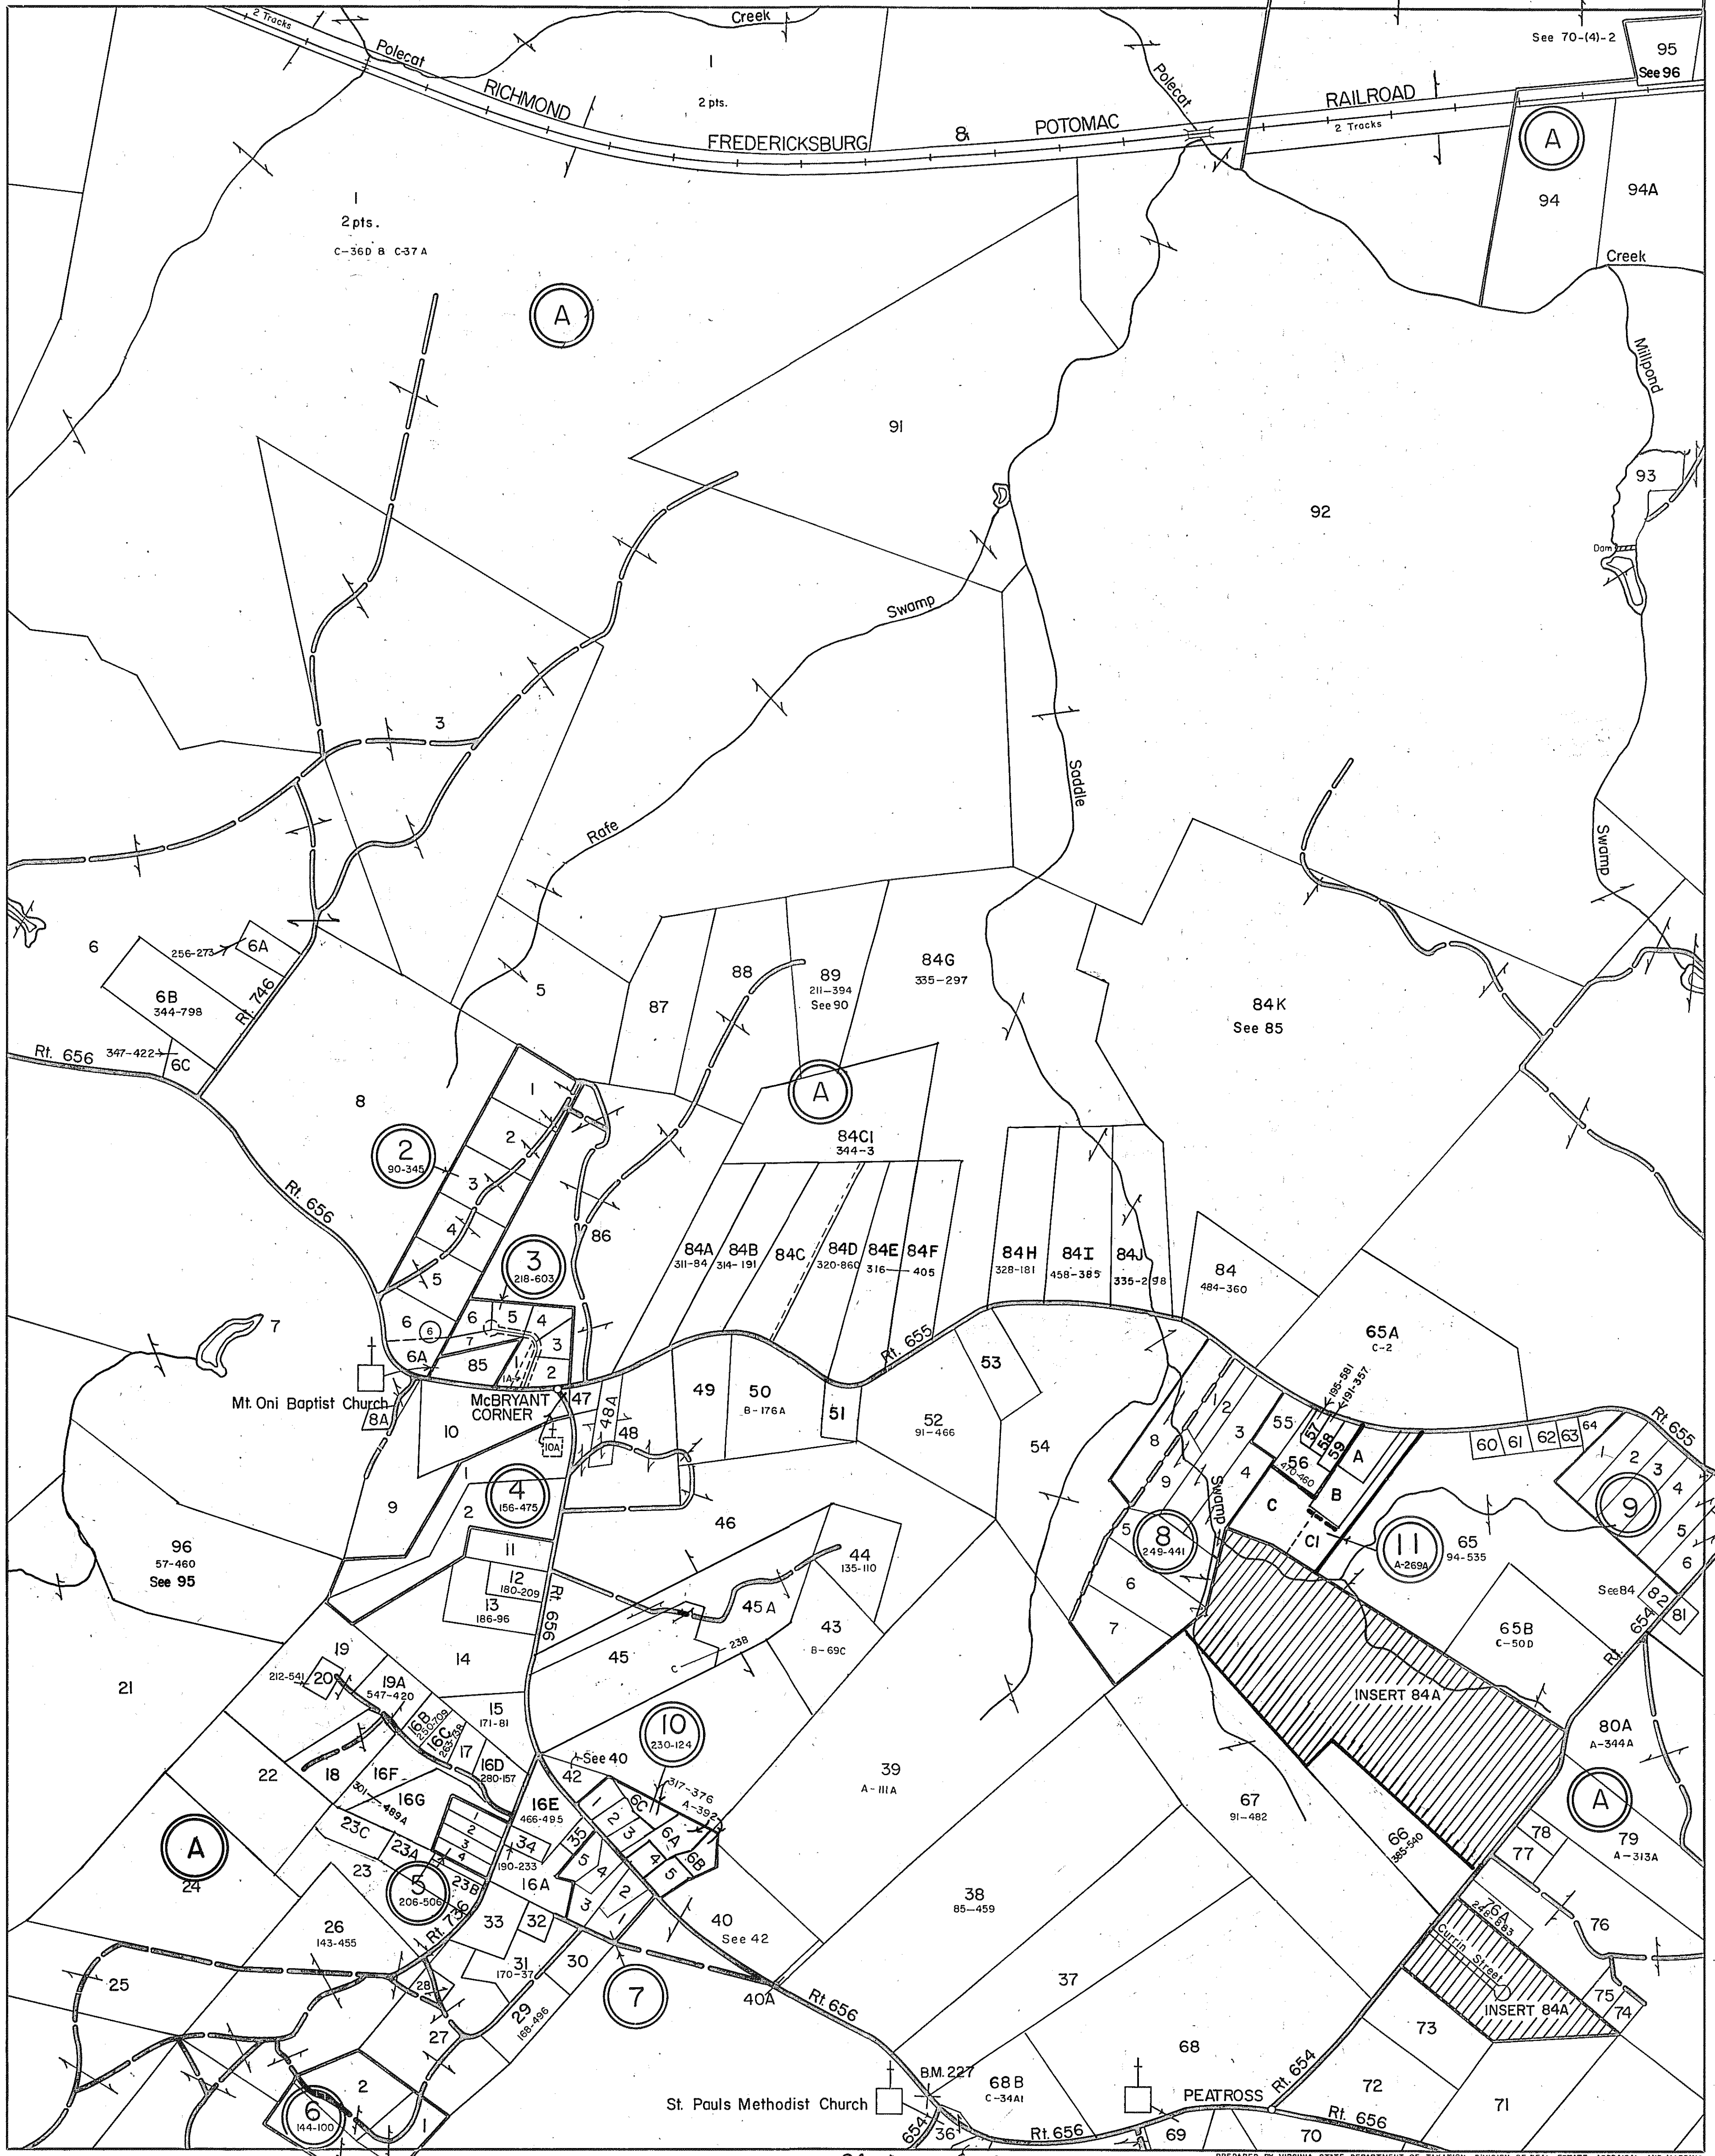 2 Tracks
Creek
See 70-(4)-2
95
See 96
Polecat
1
2 pts.
Polecat
RICHMOND
FREDERICKSBURG
&
POTOMAC
RAILROAD
2 Tracks
A
94
94A
1
2 pts.
C-36D 8 C-37A
Creek
A
Millpond
91
93
92
Dam
Swamp
3
Saddle
Rafe
Swamp
6
256-273
6A
6B
344-798
Rt. 746
5
87
88
89
211-394
See 90
84G
335-297
84K
See 85
Rt. 656
347-422
6C
8
1
A
2
90-345
2
84C1
344-3
3
Rt. 656
4
86
3
218-603
5
84A
311-84
84B
314-191
84C
84D
320-860
84E
84F
316-405
84H
328-181
84I
458-385
84J
335-298
84
484-360
7
6
6
6
5
4
7
3
6A
85
1
1A
2
Rt. 655
53
65A
C-2
195-581
191-357
Mt. Oni Baptist Church
8A
McBRYANT
CORNER
47
48A
48
49
50
B-176A
51
52
91-466
54
10
10A
1
2
3
55
57
58
59
A
60
61
62
63
64
Rt. 655
1
2
3
4
5
6
9
8
9
4
56
470-460
B
C
C1
Swamp
9
1
2
4
156-475
46
5
8
249-441
11
A-269A
65
94-535
96
57-460
See 95
11
12
180-209
13
186-96
Rt. 656
44
135-110
45A
6
See 84
82
81
7
65B
C-50D
Rt. 654
45
C
23B
43
B-69C
14
19
212-541
20
19A
547-420
21
15
171-81
INSERT 84A
16B
250-709
16C
263-738
17
16D
280-157
10
230-124
80A
A-344A
See 40
42
39
A-111A
22
18
16F
301-489A
16G
16E
466-495
317-376
A-392
1
2
3
6C
6A
6B
4
5
67
91-482
A
66
385-540
78
77
79
A-313A
A
24
23C
23A
23
1
2
3
4
34
190-233
35
5
4
16A
3
2
1
5
206-506
23B
Rt. 736
33
32
38
85-459
40
See 42
76A
248-883
76
26
143-455
31
170-37
30
Currin Street
25
28
7
40A
Rt. 656
37
INSERT 84A
75
74
29
168-496
27
73
68
B.M. 227
68B
C-34A1
Rt. 654
72
71
6
144-100
2
1
St. Pauls Methodist Church
PEATROSS
654
36
Rt. 656
69
70
Rt. 656